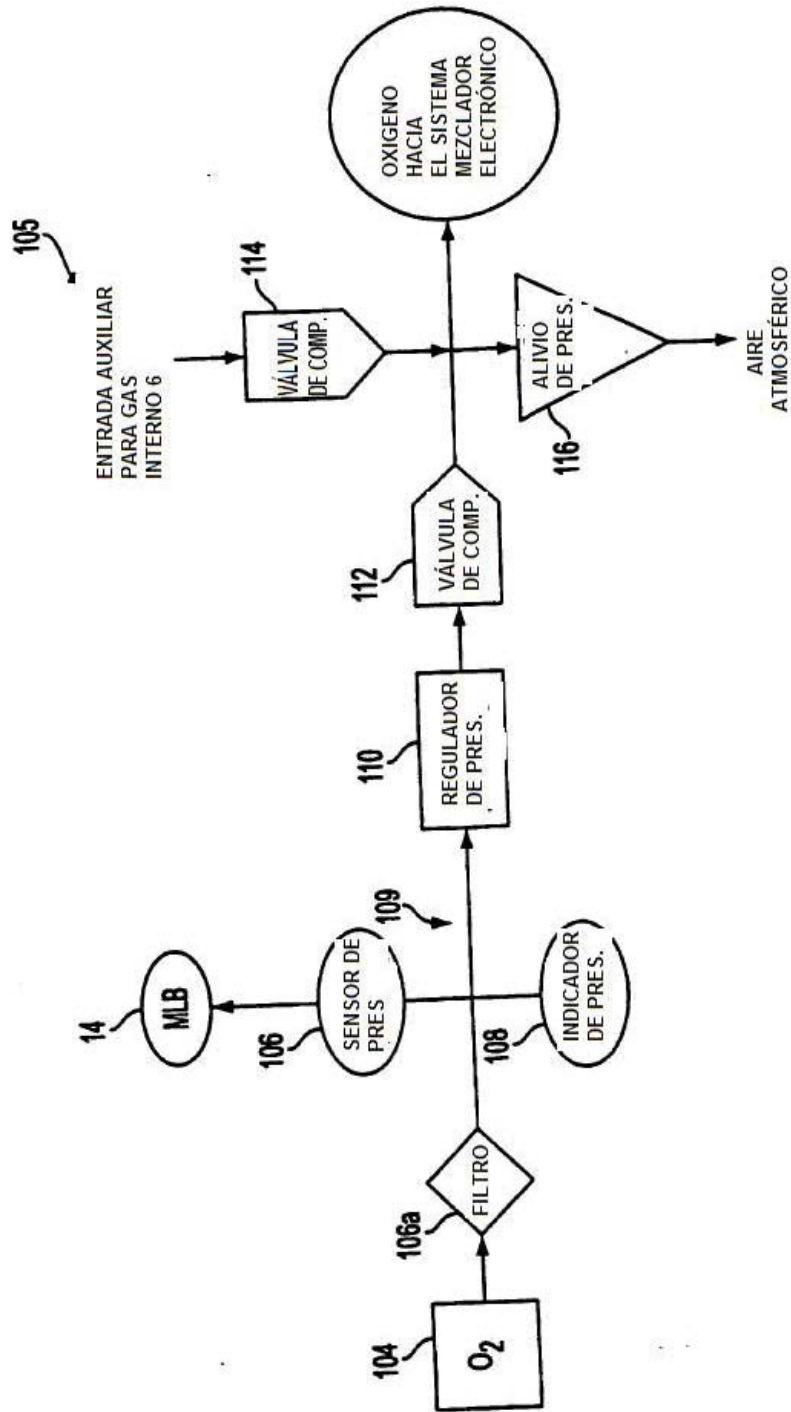 105
ENTRADA AUXILIAR
PARA GAS
INTERNO 6
114
VÁLVULA
DE COMP.
OXIGENO
HACIA
EL SISTEMA
MEZCLADOR
ELECTRÓNICO
14
MLB
106
SENSOR DE
PRES
109
110
REGULADOR
DE PRES.
112
VÁLVULA
DE COMP.
104
O2
106a
FILTRO
108
INDICADOR
DE PRES.
116
ALIVIO
DE PRES.
AIRE
ATMOSFÉRICO